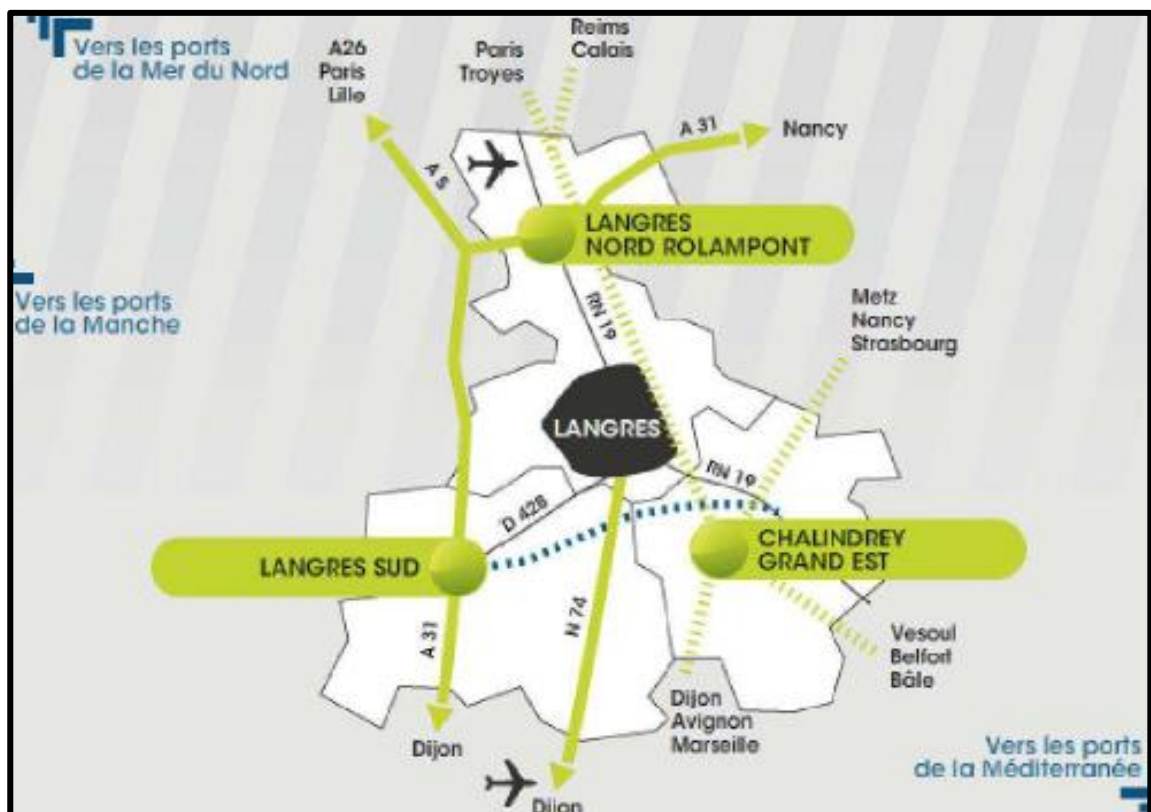 Vers les ports
de la Mer du Nord
A26
Paris
Lille
Paris
Troyes
Reims
Calais
A 31
Nancy
A 5
LANGRES
NORD ROLAMPONT
Vers les ports
de la Manche
RN 19
Metz
Nancy
Strasbourg
LANGRES
RN 19
D 428
CHALINDREY
GRAND EST
LANGRES SUD
A 31
N 74
Vesoul
Belfort
Bâle
Dijon
Avignon
Marseille
Dijon
Vers les ports
de la Méditerranée
Dijon